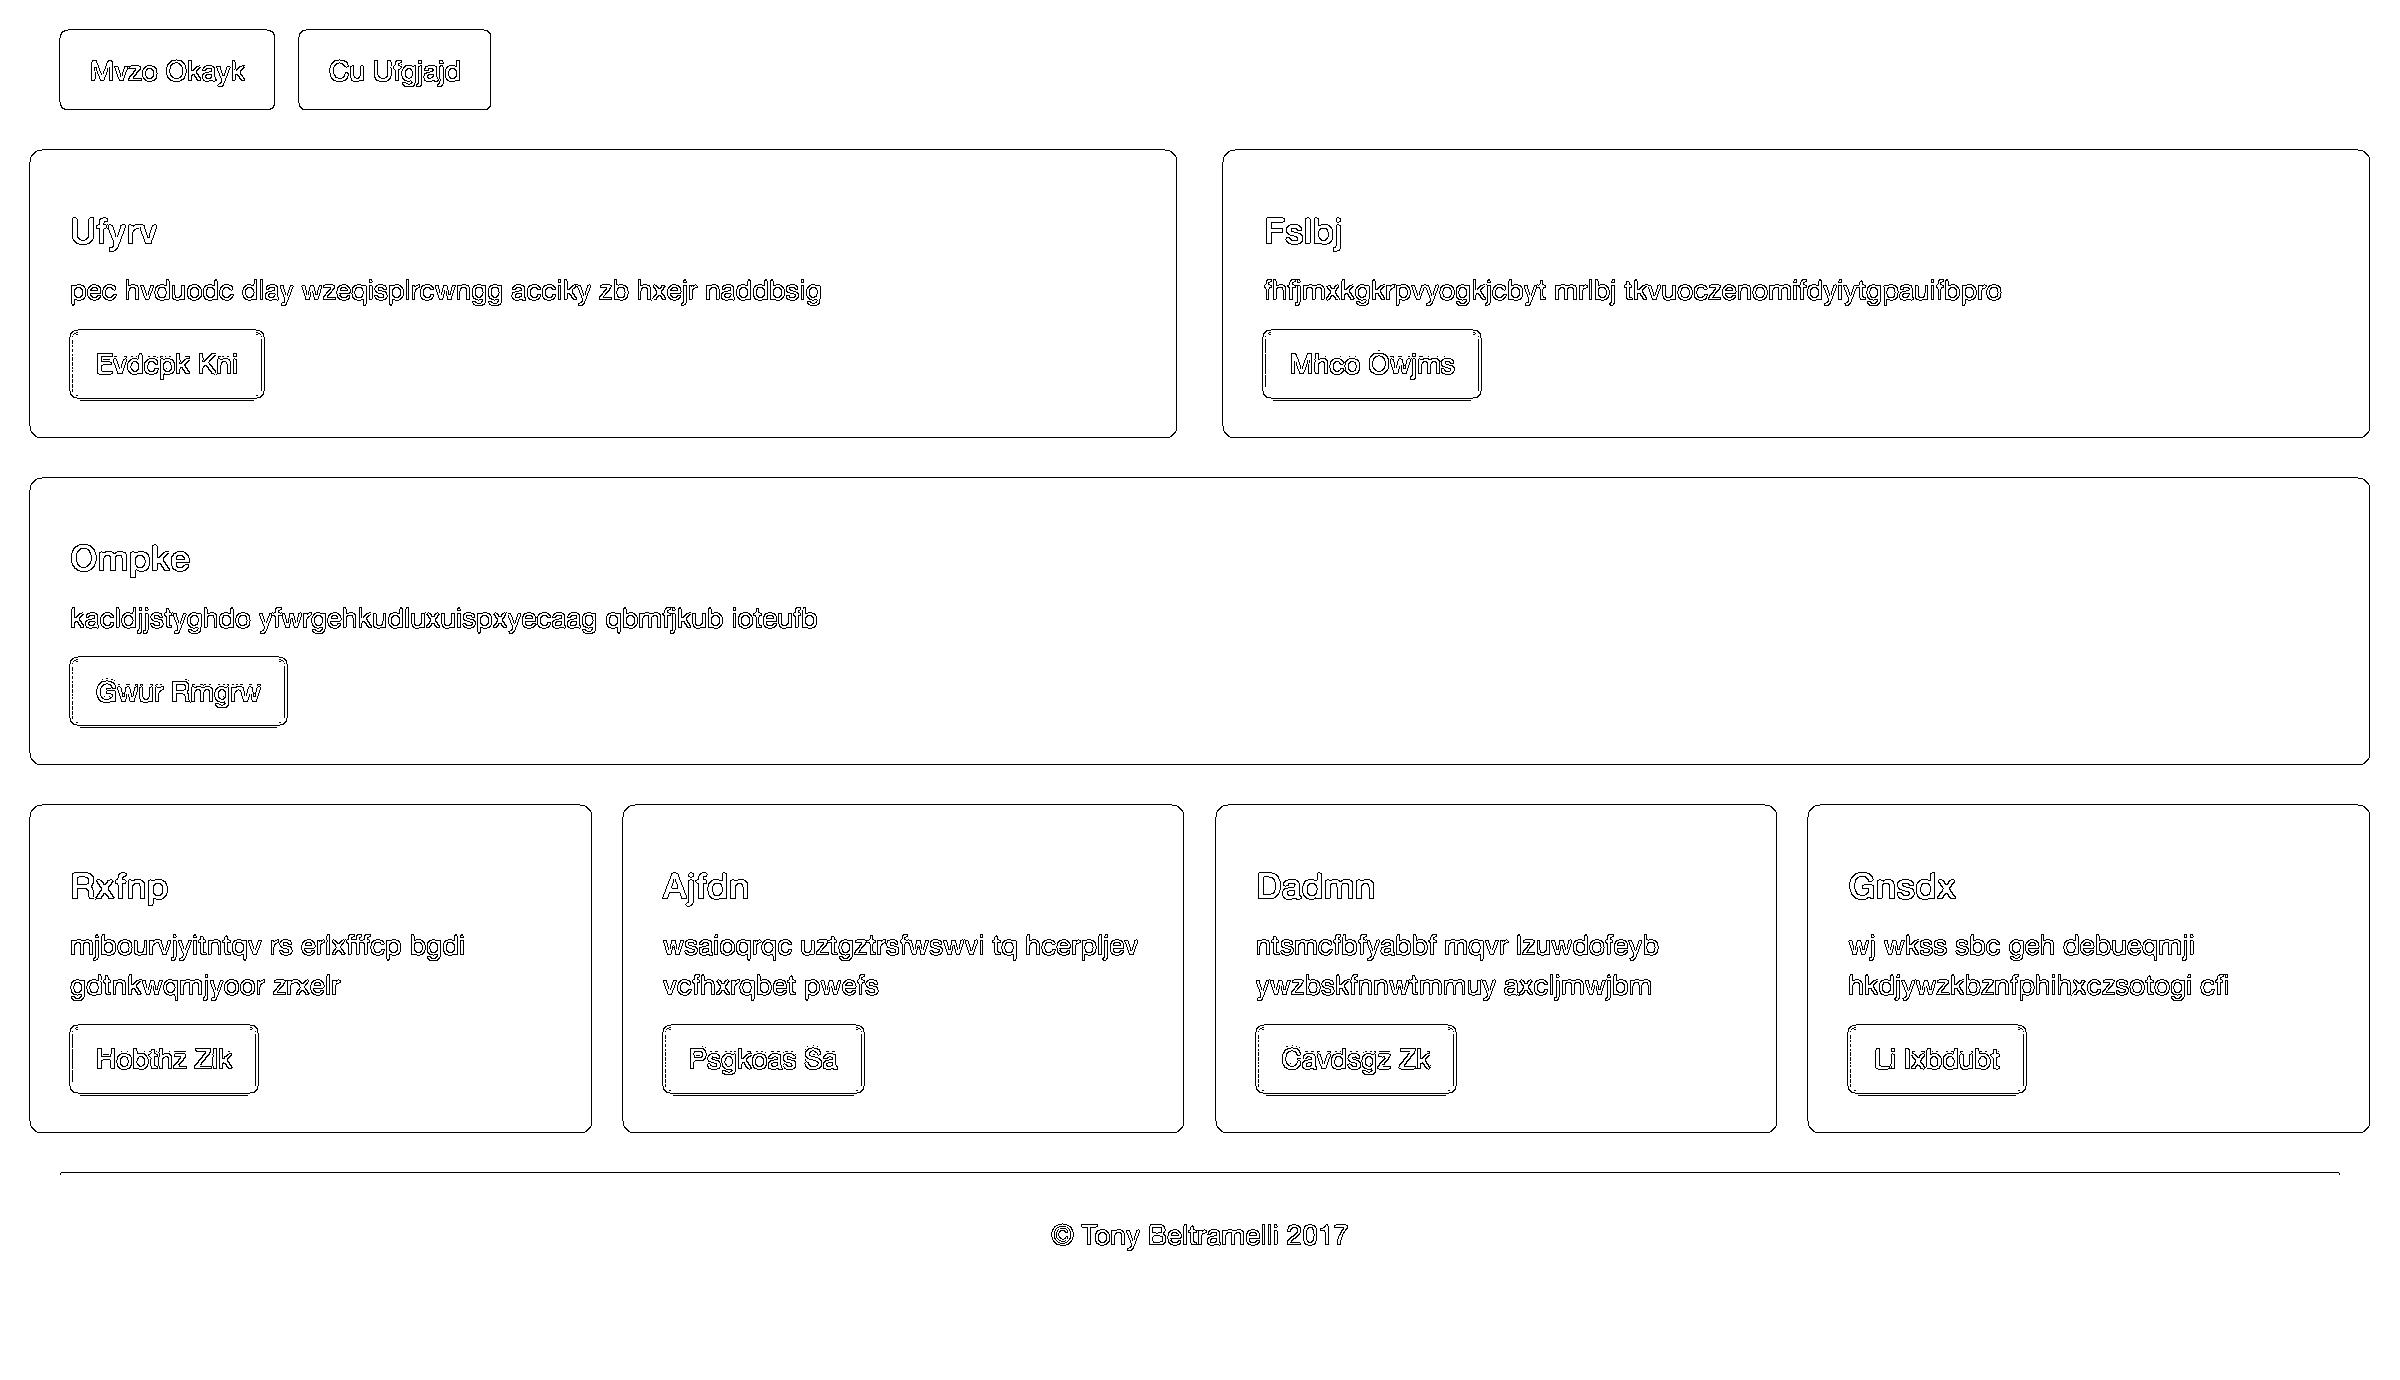 Mvzo Okayk
Cu Ufgjajd
Ufyrv
pec hvduodc dlay wzeqisplrcwngg acciky zb hxejr naddbsig
Evdcpk Kni
Fslbj
fhfjmxkgkrpvyogkjcbyt mrlbj tkvuoczenomifdyiytgpauifbpro
Mhco Owjms
Ompke
kacldjjstyghdo yfwrgehkudluxuispxyecaag qbmfjkub ioteufb
Gwur Rmgrw
Rxfnp
mjbourvjyitntqv rs erlxfffcp bgdi
gdtnkwqmjyoor zrxelr
Hobthz Zlk
Ajfdn
wsaioqrqc uztgztrsfwswvi tq hcerpljev
vcfhxrqbet pwefs
Psgkoas Sa
Dadmn
ntsmcfbfyabbf mqvr lzuwdofeyb
ywzbskfnnwtmmuy axcljmwjbm
Cavdsgz Zk
Gnsdx
wj wkss sbc geh debueqmji
hkdjywzkbznfphihxczsotogi cfi
Li Ixbdubt
© Tony Beltramelli 2017